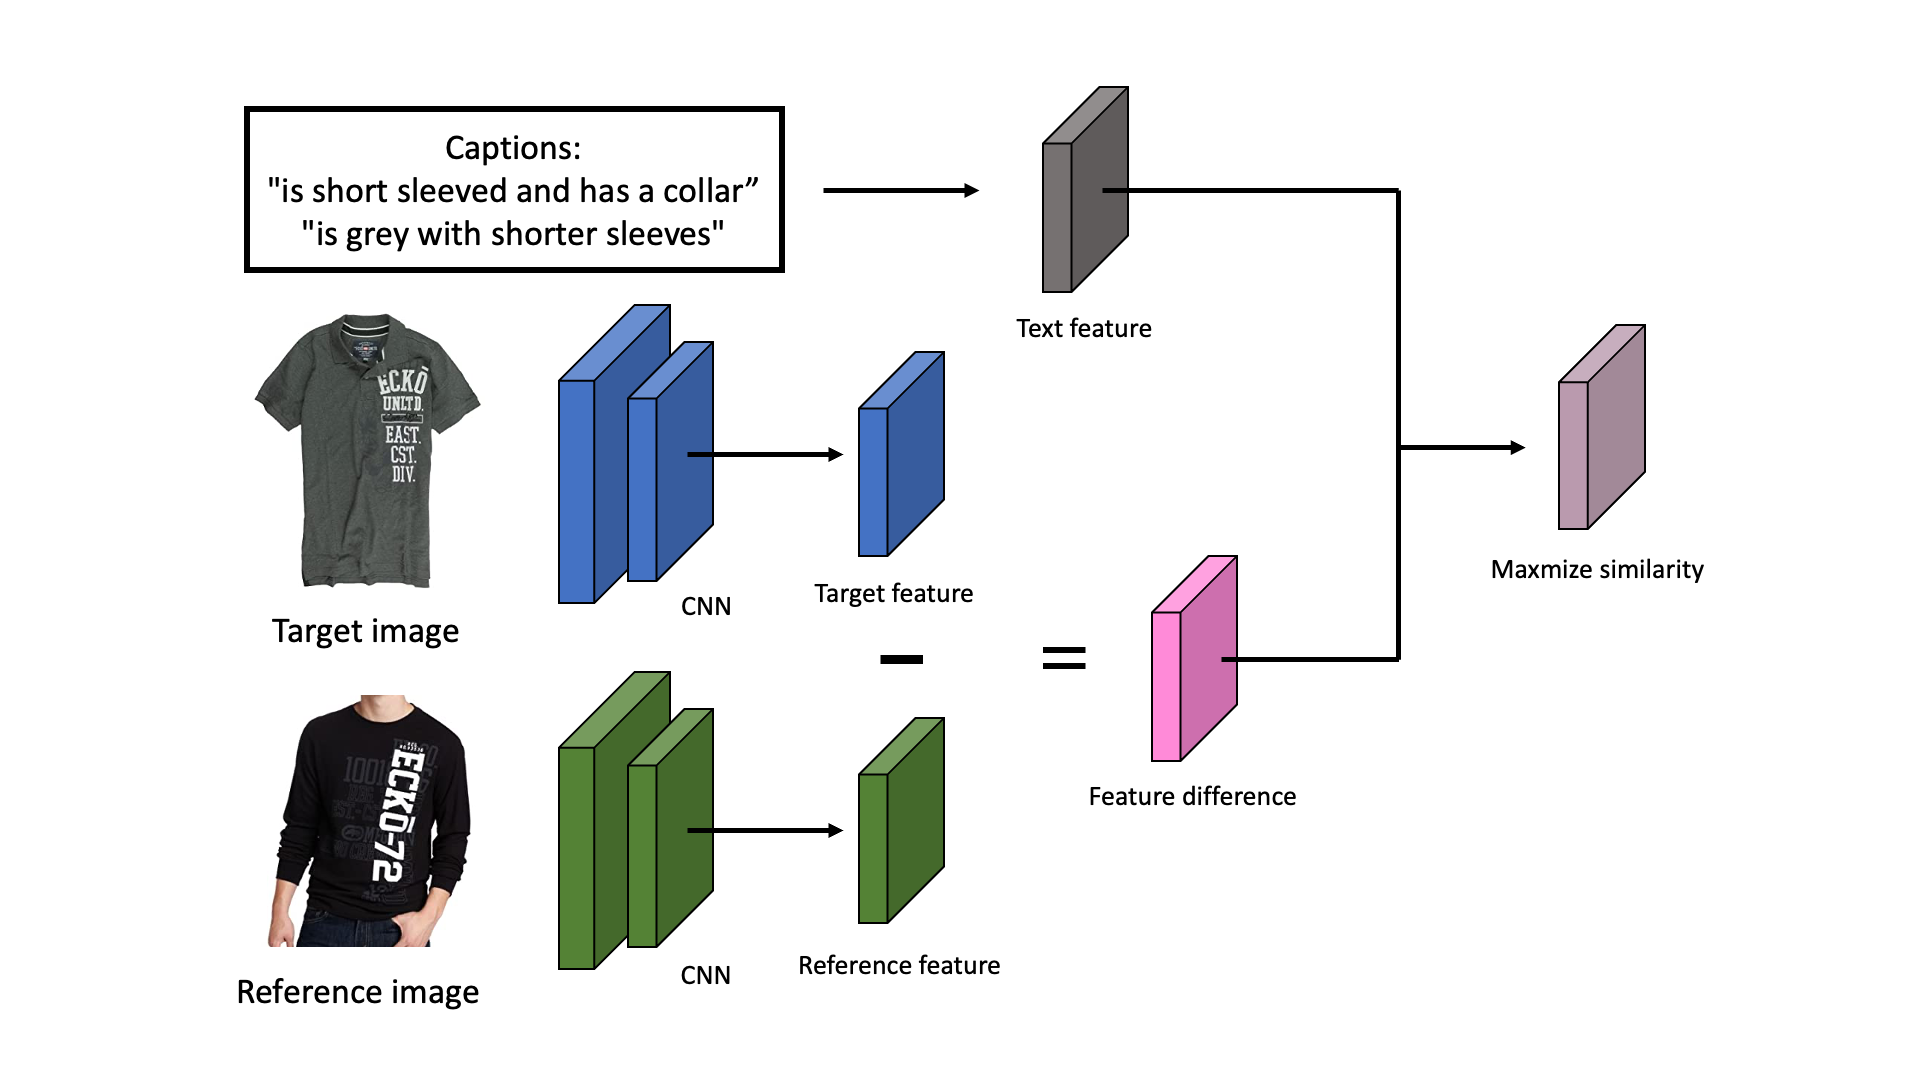 Captions:
"is short sleeved and has a collar”
"is grey with shorter sleeves"
Text feature
ECKŌ
UNLTD.
EAST.
CST.
DIV.
Target image
CNN
Target feature
Maxmize similarity
Feature difference
ECKŌ-72
Reference image
CNN
Reference feature